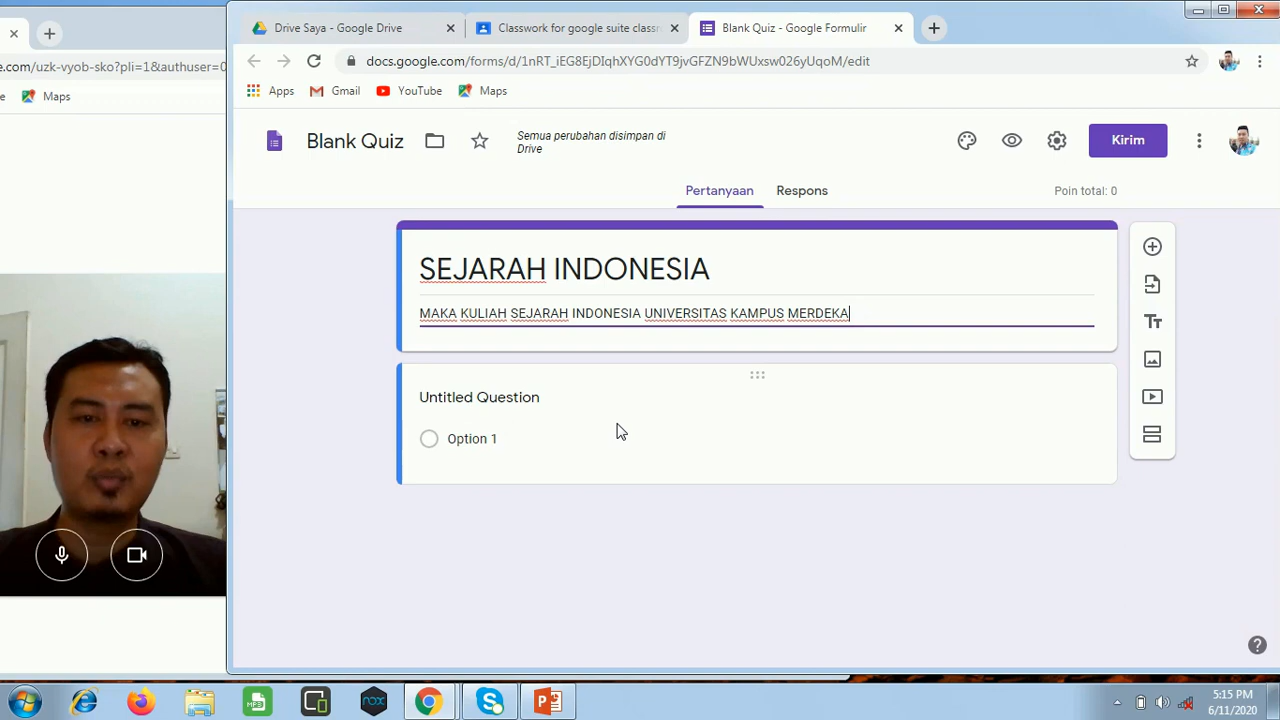 Drive Saya - Google Drive
Classwork for google suite classr
Blank Quiz - Google Formulir
e.com/uzk-vyob-sko?pli=1&authuser=0
docs.google.com/forms/d/1nRT_iEG8EjDIqhXYG0dYT9jvGFZN9bWUxsw026yUqoM/edit
Maps
Apps
Gmail
YouTube
Maps
Blank Quiz
Semua perubahan disimpan di
Drive
Kirim
Pertanyaan
Respons
Poin total: 0
SEJARAH INDONESIA
MAKA KULIAH SEJARAH INDONESIA UNIVERSITAS KAMPUS MERDEKA
Untitled Question
Option 1
Tт
MP3
5:15 PM
6/11/2020